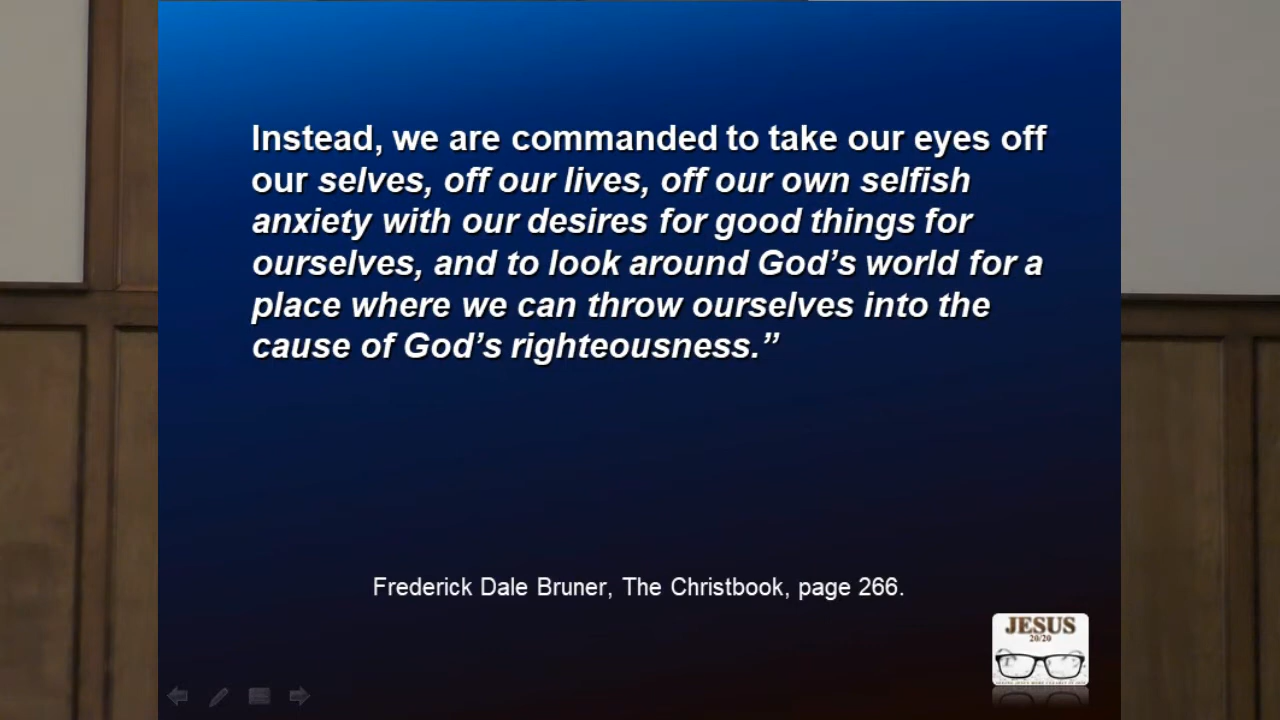 Instead, we are commanded to take our eyes off
our selves, off our lives, off our own selfish
anxiety with our desires for good things for
ourselves, and to look around God’s world for a
place where we can throw ourselves into the
cause of God’s righteousness.”
Frederick Dale Bruner, The Christbook, page 266.
JESUS
20/20